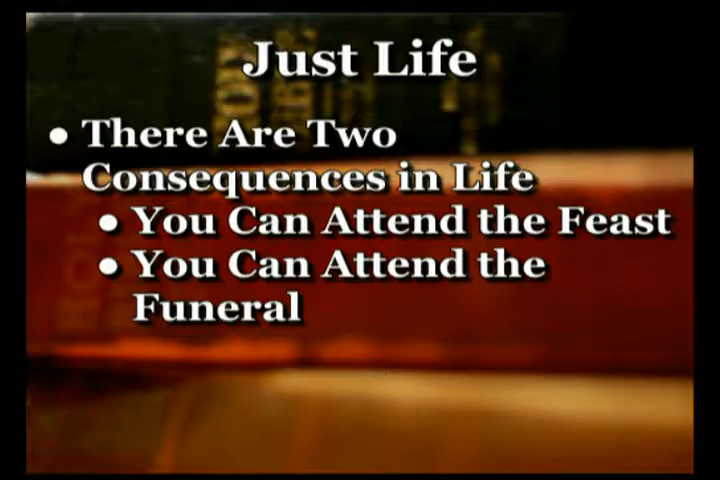 Just Life
• There Are Two
Consequences in Life
• You Can Attend the Feast
• You Can Attend the
Funeral